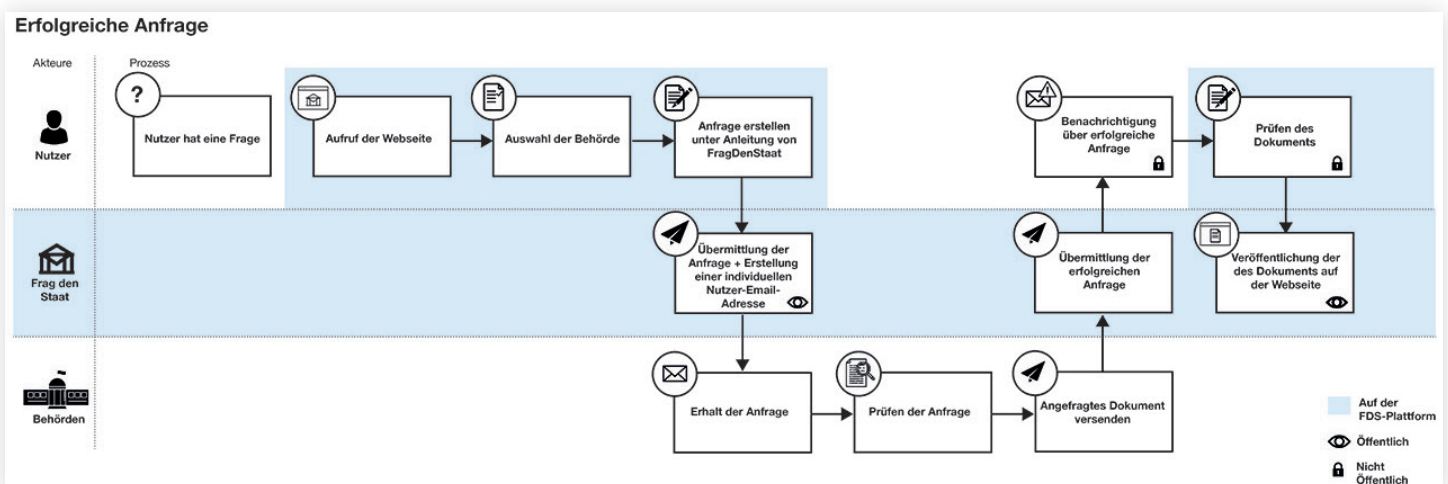 Erfolgreiche Anfrage
Akteure
Prozess
Nutzer
?
Nutzer hat eine Frage
Aufruf der Webseite
Auswahl der Behörde
Anfrage erstellen
unter Anleitung von
FragDenStaat
Benachrichtigung
über erfolgreiche
Anfrage
Prüfen des
Dokuments
Frag den
Staat
Übermittlung der
Anfrage + Erstellung
einer individuellen
Nutzer-Email-
Adresse
Übermittlung der
erfolgreichen
Anfrage
Veröffentlichung der
des Dokuments auf
der Webseite
Behörden
Erhalt der Anfrage
Prüfen der Anfrage
Angefragtes Dokument
versenden
Auf der
FDS-Plattform
Öffentlich
Nicht
Öffentlich